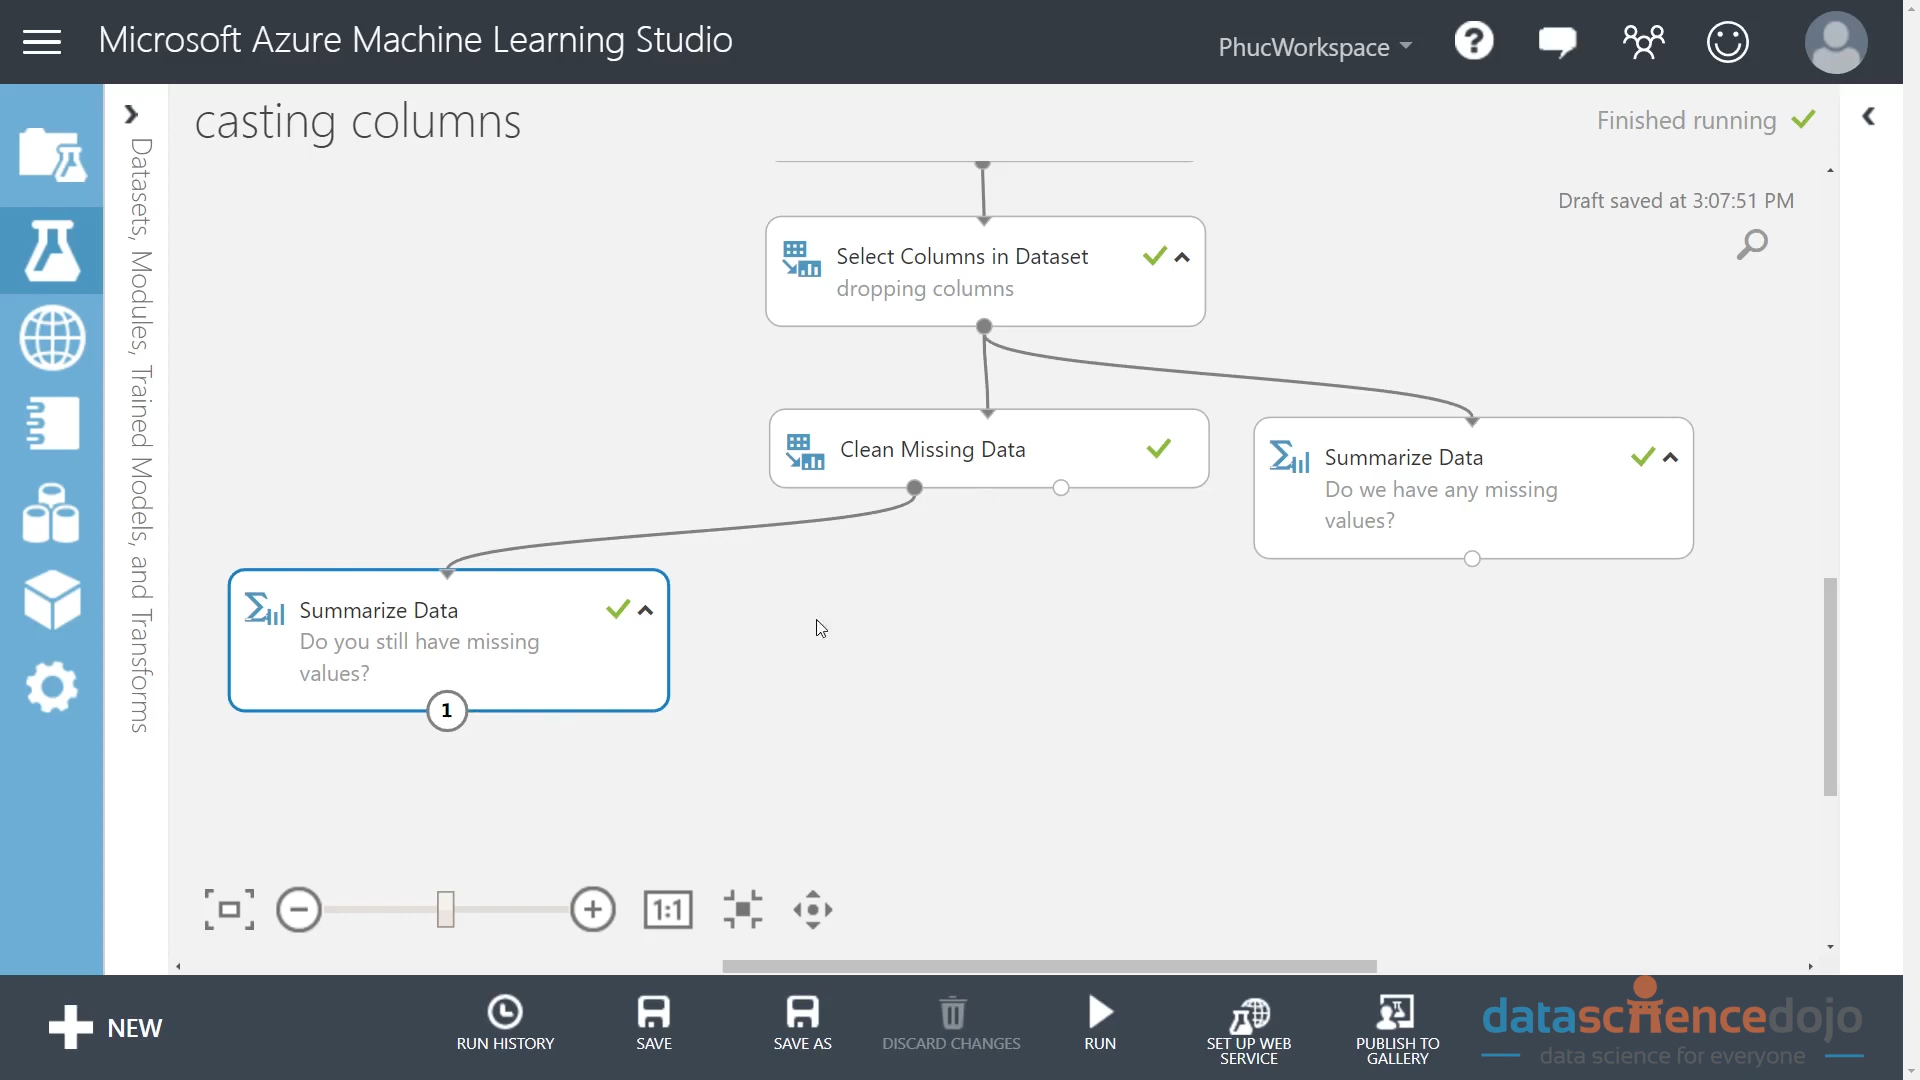 Microsoft Azure Machine Learning Studio
PhucWorkspace
?
casting columns
Finished running
Draft saved at 3:07:51 PM
Datasets, Modules, Trained Models, and Transforms
Select Columns in Dataset
dropping columns
Clean Missing Data
Summarize Data
Do we have any missing
values?
Summarize Data
Do you still have missing
values?
1
1:1
NEW
RUN HISTORY
SAVE
SAVE AS
DISCARD CHANGES
RUN
SET UP WEB
SERVICE
PUBLISH TO
GALLERY
datasciencedojo
data science for everyone